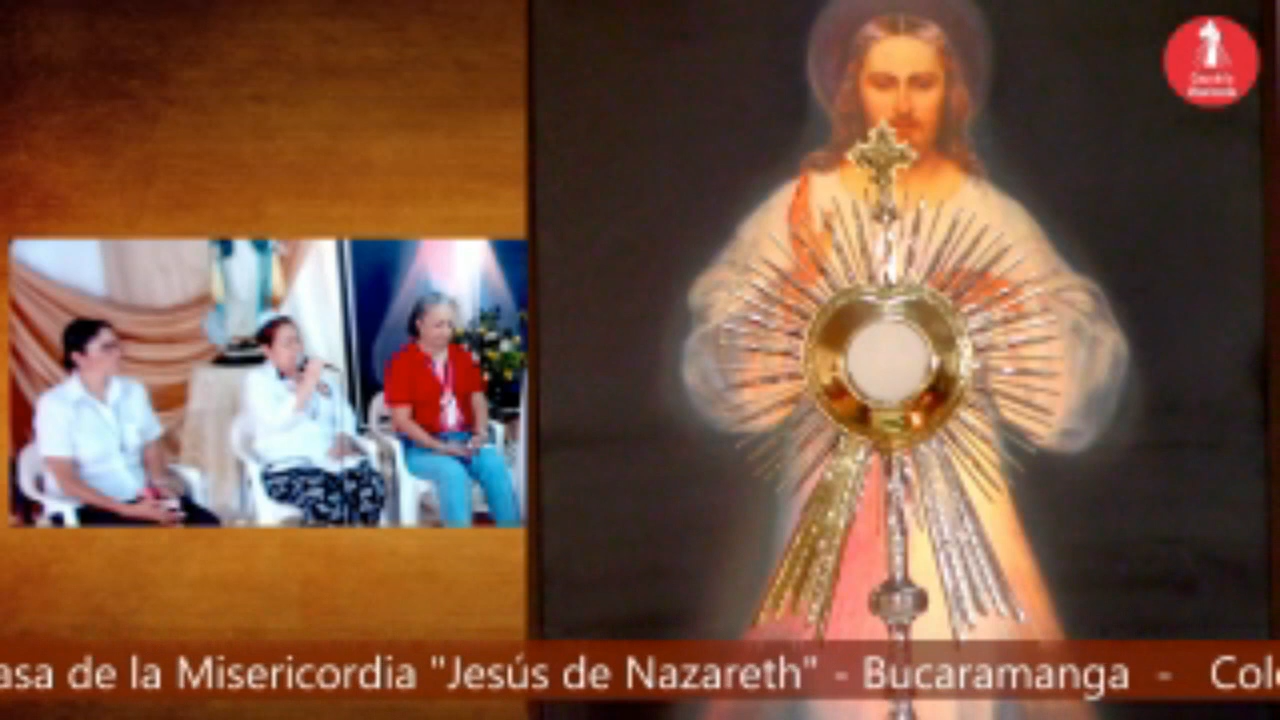 asa de la Misericordia "Jesús de Nazareth" - Bucaramanga - Col